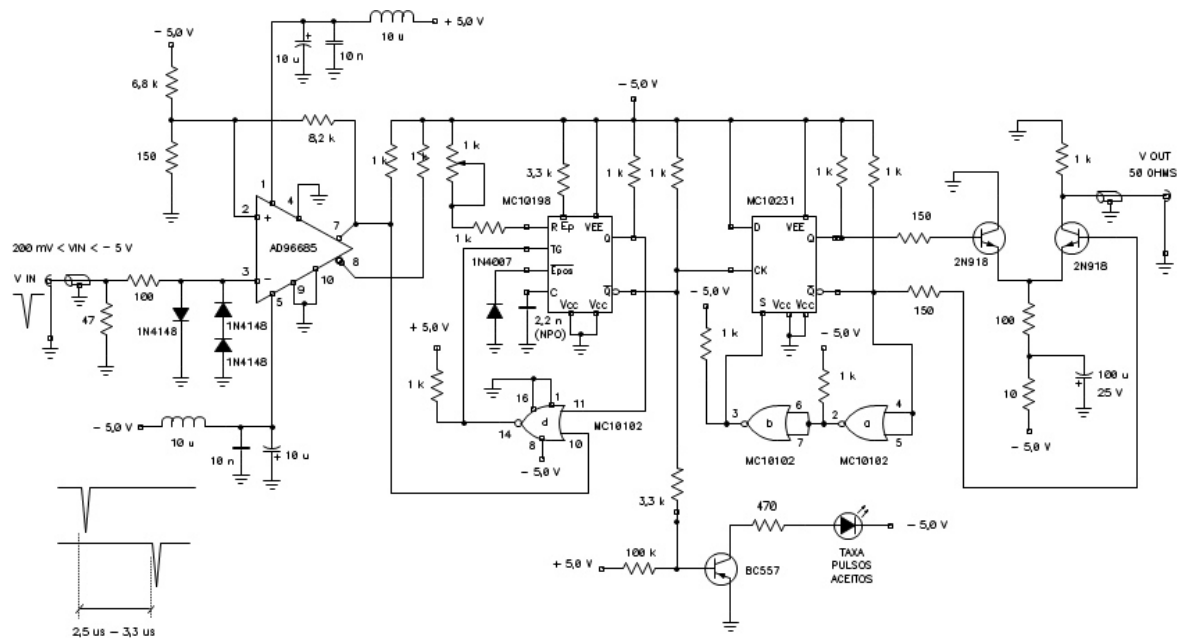 + 5,0 V
10 u
10 u
10 n
– 5,0 V
6,8 k
8,2 k
150
1
2
+
4
7
AD96685
8
3
–
9
10
5
200 mV < VIN < – 5 V
V IN
100
47
1N4148
1N4148
1N4148
– 5,0 V
10 u
10 n
10 u
2,5 us – 3,3 us
– 5,0 V
1 k
1 k
1 k
3,3 k
1 k
1 k
1 k
MC10198
R
Ep
VEE
TG
Q
Epos
C
Q
Vcc
Vcc
1N4007
2,2 n
(NPO)
+ 5,0 V
1 k
16
1
11
d
14
10
8
MC10102
– 5,0 V
MC10231
D
VEE
Q
CK
S
Q
Vcc
Vcc
1 k
1 k
– 5,0 V
1 k
– 5,0 V
1 k
3
b
6
7
2
a
4
5
MC10102
MC10102
150
150
2N918
2N918
1 k
V OUT
50 OHMS
100
10
100 u
25 V
– 5,0 V
3,3 k
+ 5,0 V
100 k
BC557
470
– 5,0 V
TAXA
PULSOS
ACEITOS